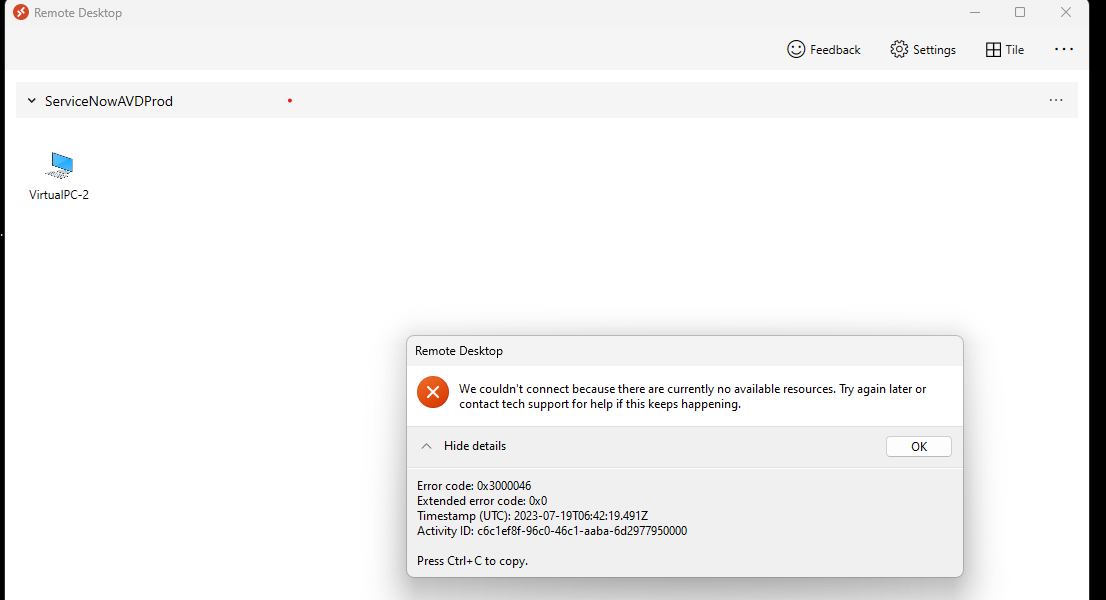 Remote Desktop
Feedback
Settings
Tile
ServiceNowAVDProd
VirtualPC-2
Remote Desktop
We couldn't connect because there are currently no available resources. Try again later or
contact tech support for help if this keeps happening.
Hide details
OK
Error code: 0x3000046
Extended error code: 0x0
Timestamp (UTC): 2023-07-19T06:42:19.491Z
Activity ID: c6c1ef8f-96c0-46c1-aaba-6d2977950000
Press Ctrl+C to copy.